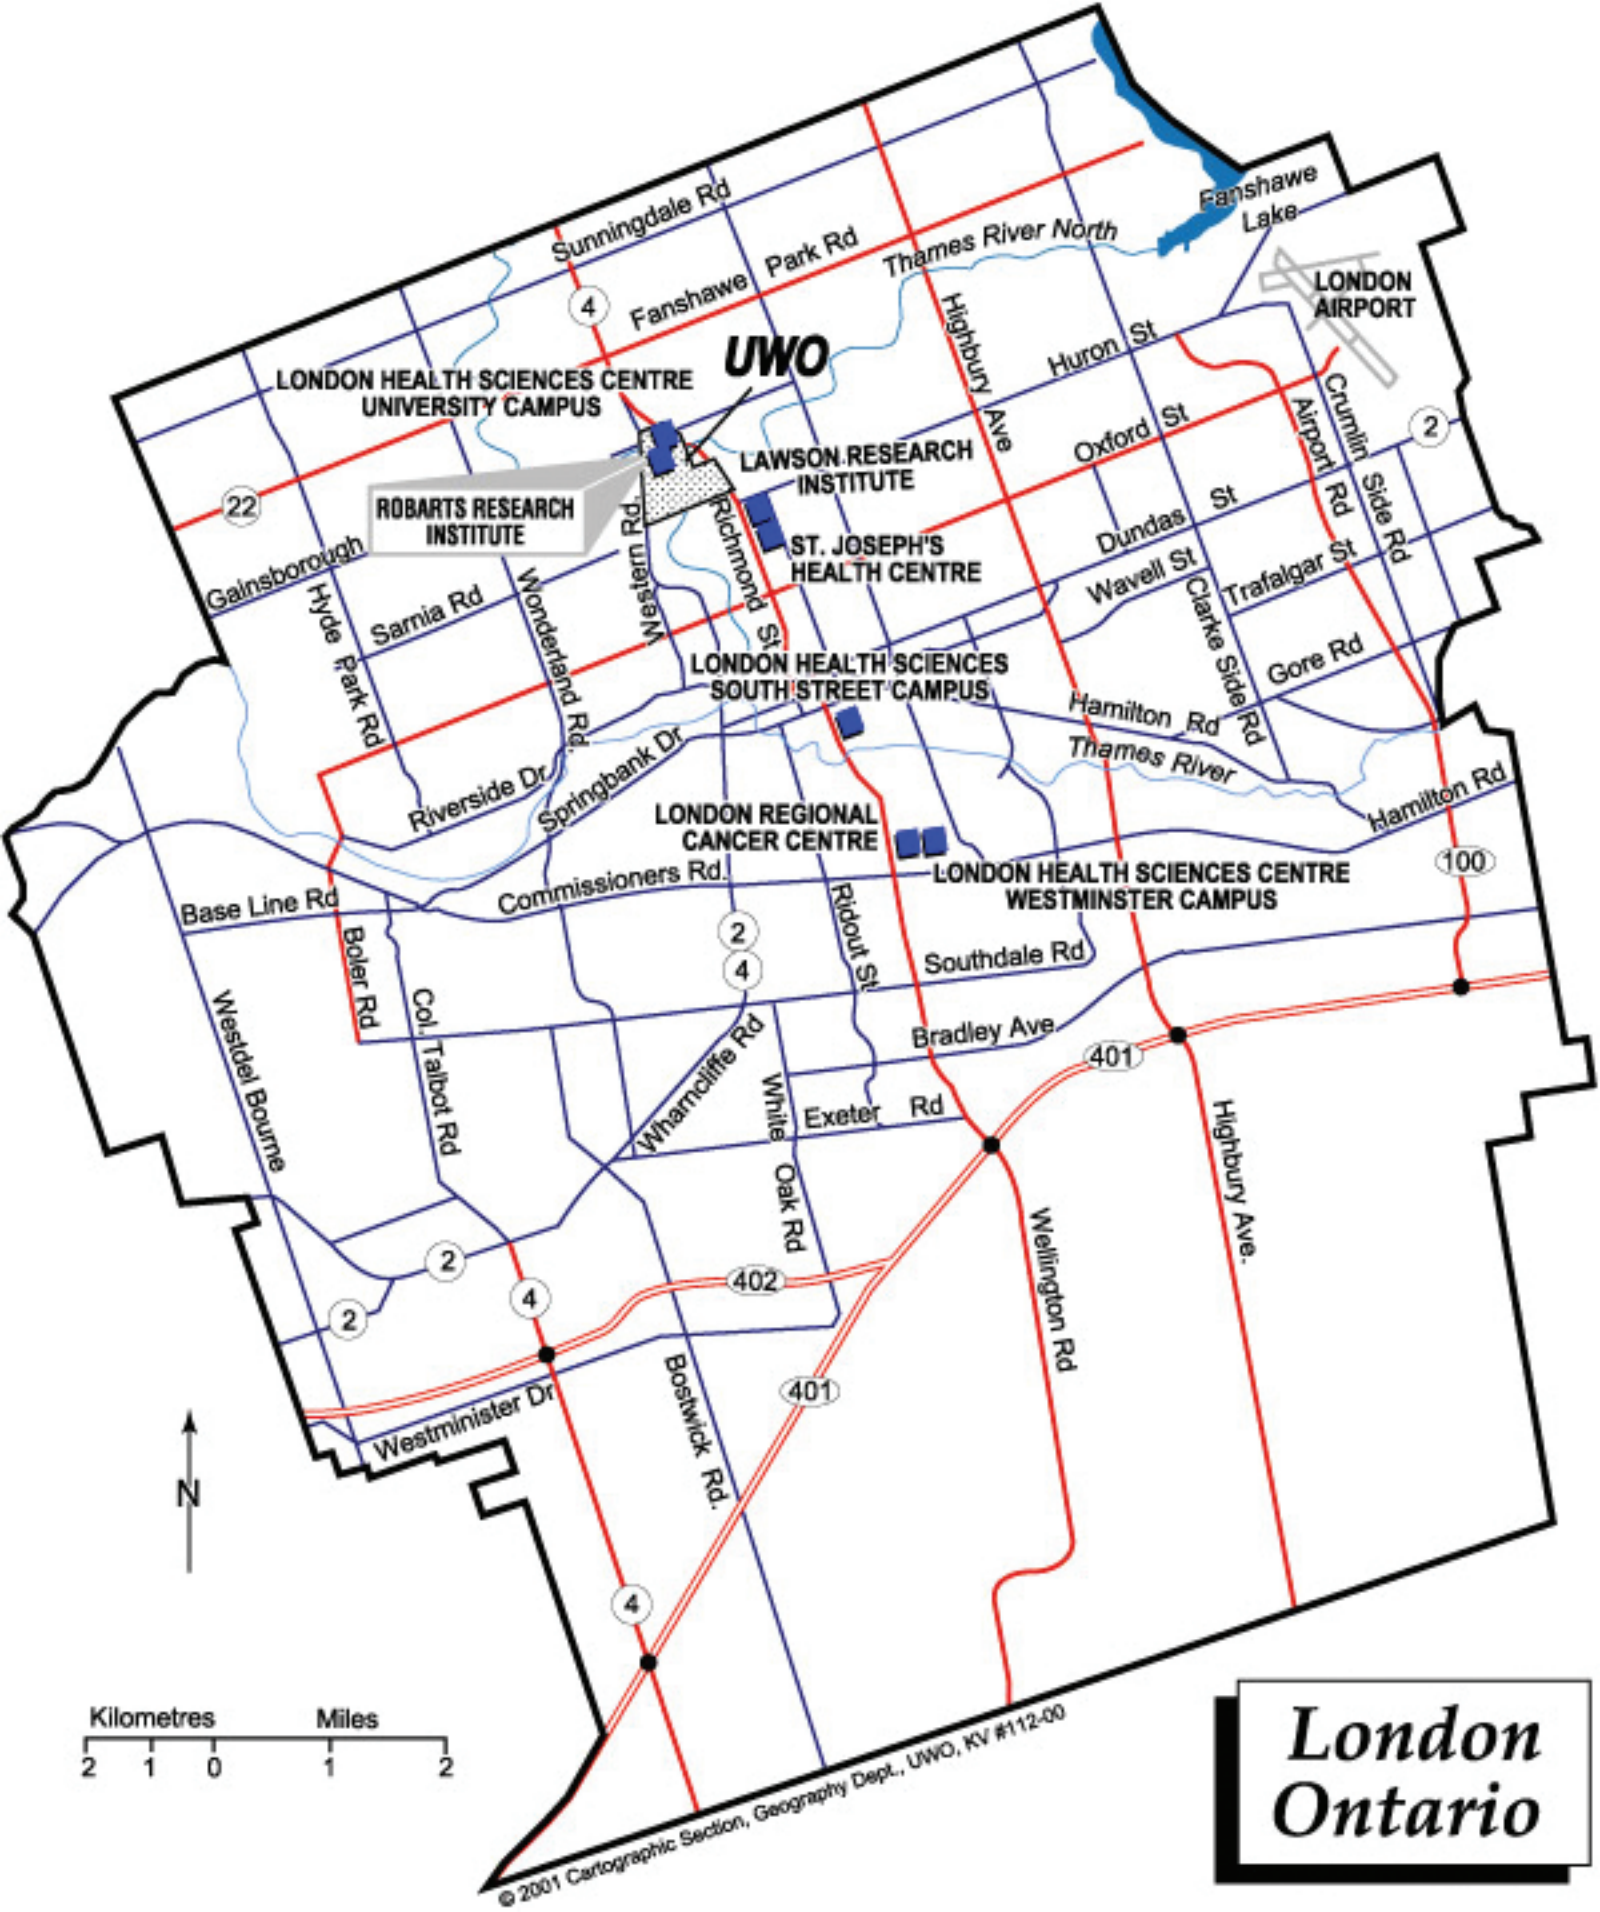 Sunningdale Rd
Fanshawe Park Rd
Thames River North
Fanshawe
Lake
LONDON
AIRPORT
4
UWO
Highbury Ave
Huron St
LONDON HEALTH SCIENCES CENTRE
UNIVERSITY CAMPUS
Crumlin Side Rd
Airport Rd
2
Oxford St
LAWSON RESEARCH
INSTITUTE
22
ROBARTS RESEARCH
INSTITUTE
Western Rd.
Richmond St
Dundas St
ST. JOSEPH'S
HEALTH CENTRE
Gainsborough
Hyde Park Rd
Sarnia Rd
Wonderland Rd.
Wavell St
Clarke Side Rd
Trafalgar St
Gore Rd
LONDON HEALTH SCIENCES
SOUTH STREET CAMPUS
Hamilton Rd
Thames River
Riverside Dr
Springbank Dr
Hamilton Rd
LONDON REGIONAL
CANCER CENTRE
100
LONDON HEALTH SCIENCES CENTRE
WESTMINSTER CAMPUS
Base Line Rd
Commissioners Rd.
Boler Rd
2
4
Ridout St
Southdale Rd
Westdel Bourne
Col. Talbot Rd
Wharncliffe Rd
Bradley Ave
401
White Oak Rd
Exeter Rd
Highbury Ave.
2
4
2
402
Wellington Rd
Westminister Dr
Bostwick Rd.
401
N
4
Kilometres Miles
2 1 0 1 2
London
Ontario
© 2001 Cartographic Section, Geography Dept., UWO, KV #112-00